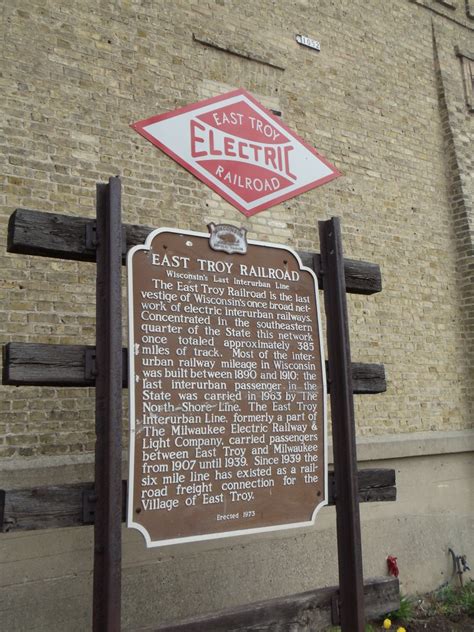 1052
EAST TROY
ELECTRIC
RAILROAD
EAST TROY RAILROAD
Wisconsin's Last Interurban Line
The East Troy Railroad is the last
vestige of Wisconsin's once broad net-
work of electric interurban railways.
Concentrated in the southeastern
quarter of the State this network
once totaled approximately 385
miles of track. Most of the inter-
urban railway mileage in Wisconsin
was built between 1890 and 1910; the
last interurban passenger in the
State was carried in 1963 by The
North-Shore Line. The East Troy
Interurban Line, formerly a part of
The Milwaukee Electric Railway &
Light Company, carried passengers
between East Troy and Milwaukee
from 1907 until 1939. Since 1939 the
six mile line has existed as a rail-
road freight connection for the
Village of East Troy.
Erected 1973